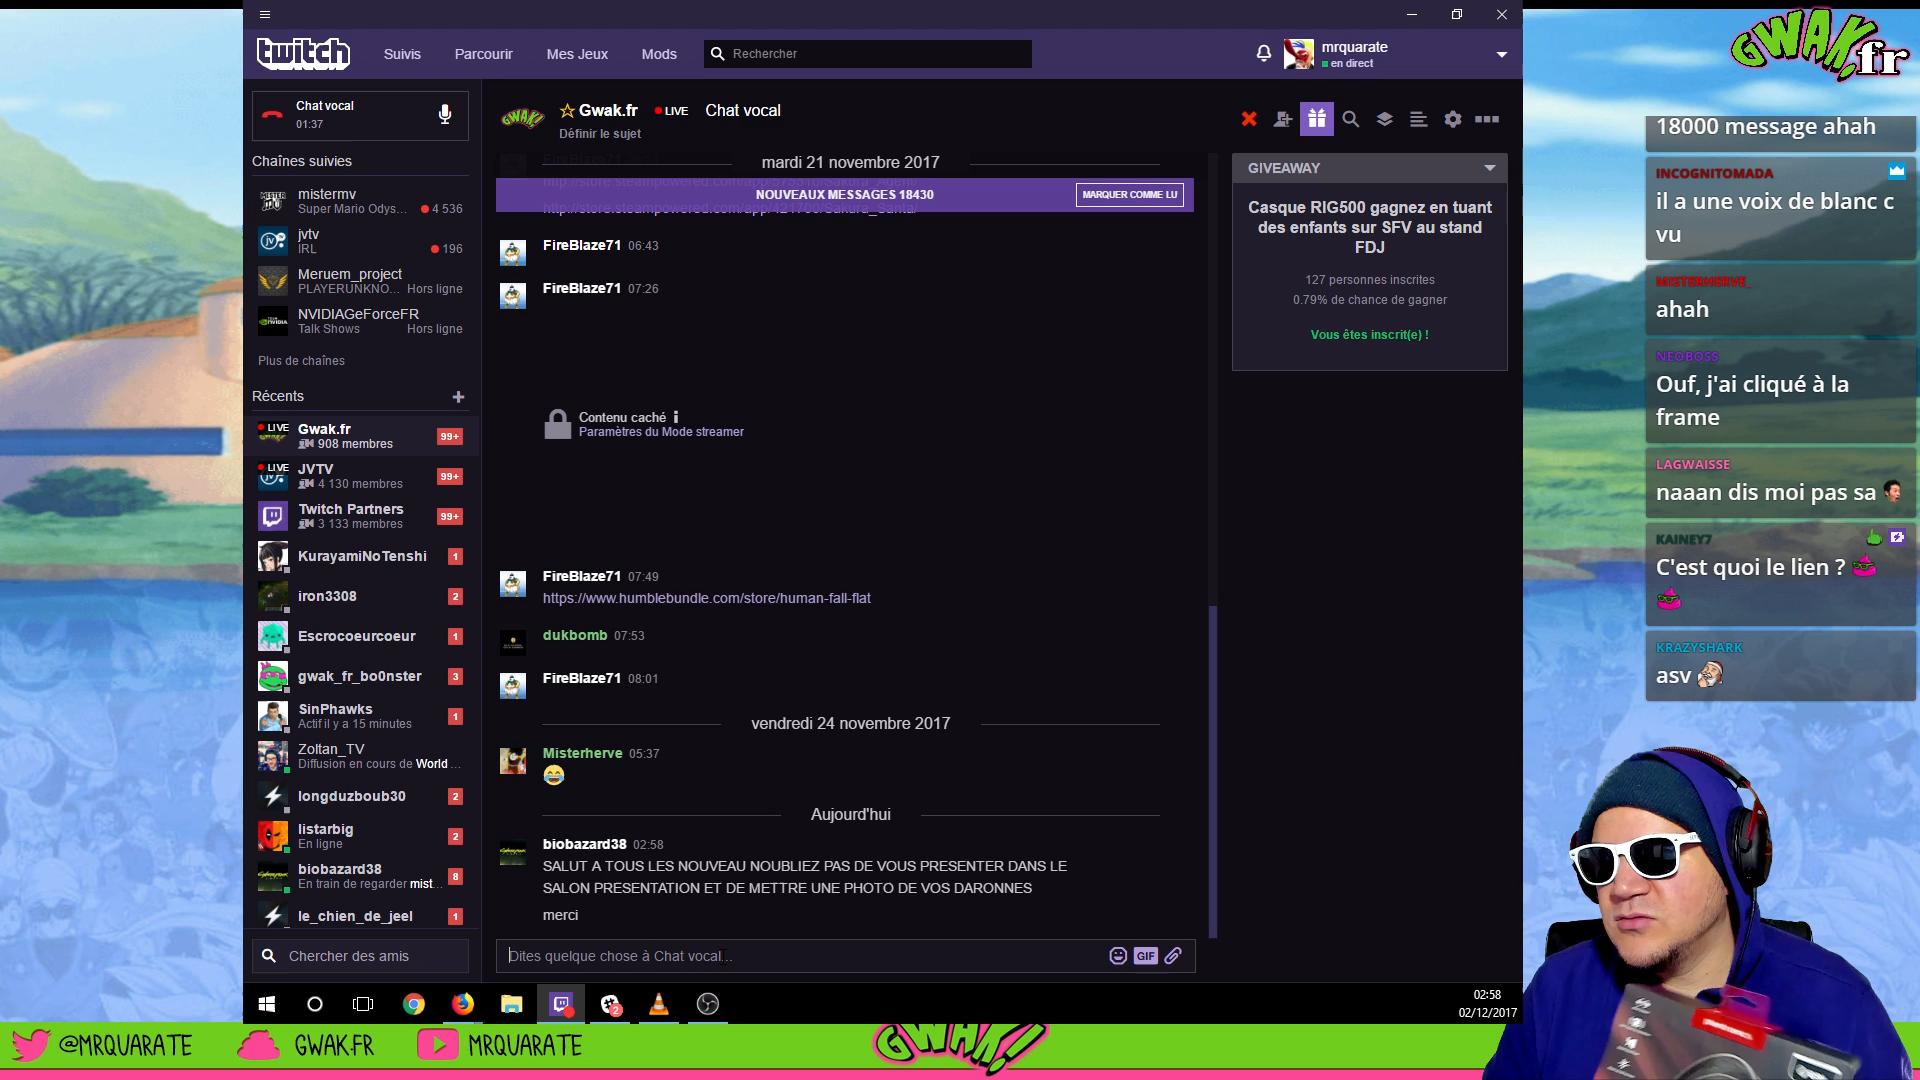 twitch
Suivis
Parcourir
Mes Jeux
Mods
Rechercher
mrquarate
en direct
GWAK!.fr
Chat vocal
01:37
Chaînes suivies
mistermv
Super Mario Odys... 4 536
jvtv
IRL 196
Meruem_project
PLAYERUNKNO... Hors ligne
NVIDIAGeForceFR
Talk Shows Hors ligne
Plus de chaînes
Récents
LIVE Gwak.fr
908 membres 99+
LIVE JVTV
4 130 membres 99+
Twitch Partners
3 133 membres 99+
KurayamiNoTenshi 1
iron3308 2
Escrocoeurcoeur 1
gwak_fr_bo0nster 3
SinPhawks
Actif il y a 15 minutes 1
Zoltan_TV
Diffusion en cours de World ...
longduzboub30 2
listarbig
En ligne 2
biobazard38
En train de regarder mist... 8
le_chien_de_jeel 1
Chercher des amis
GWAK!
Gwak.fr LIVE Chat vocal
Définir le sujet
mardi 21 novembre 2017
NOUVEAUX MESSAGES 18430
MARQUER COMME LU
FireBlaze71 06:43
FireBlaze71 07:26
Contenu caché
Paramètres du Mode streamer
FireBlaze71 07:49
https://www.humblebundle.com/store/human-fall-flat
dukbomb 07:53
FireBlaze71 08:01
vendredi 24 novembre 2017
Misterherve 05:37
Aujourd'hui
biobazard38 02:58
SALUT A TOUS LES NOUVEAU NOUBLIEZ PAS DE VOUS PRESENTER DANS LE
SALON PRESENTATION ET DE METTRE UNE PHOTO DE VOS DARONNES
merci
Dites quelque chose à Chat vocal...
GIF
GIVEAWAY
Casque RIG500 gagnez en tuant
des enfants sur SFV au stand
FDJ
127 personnes inscrites
0.79% de chance de gagner
Vous êtes inscrit(e) !
18000 message ahah
INCOGNITOMADA
il a une voix de blanc c
vu
MISTERHERVE_
ahah
NEOBOSS
Ouf, j'ai cliqué à la
frame
LAGWAISSE
naaan dis moi pas sa
KAINEY7
C'est quoi le lien ?
KRAZYSHARK
asv
2
02:58
02/12/2017
@MRQUARATE
GWAK.FR
MRQUARATE
GWAK!